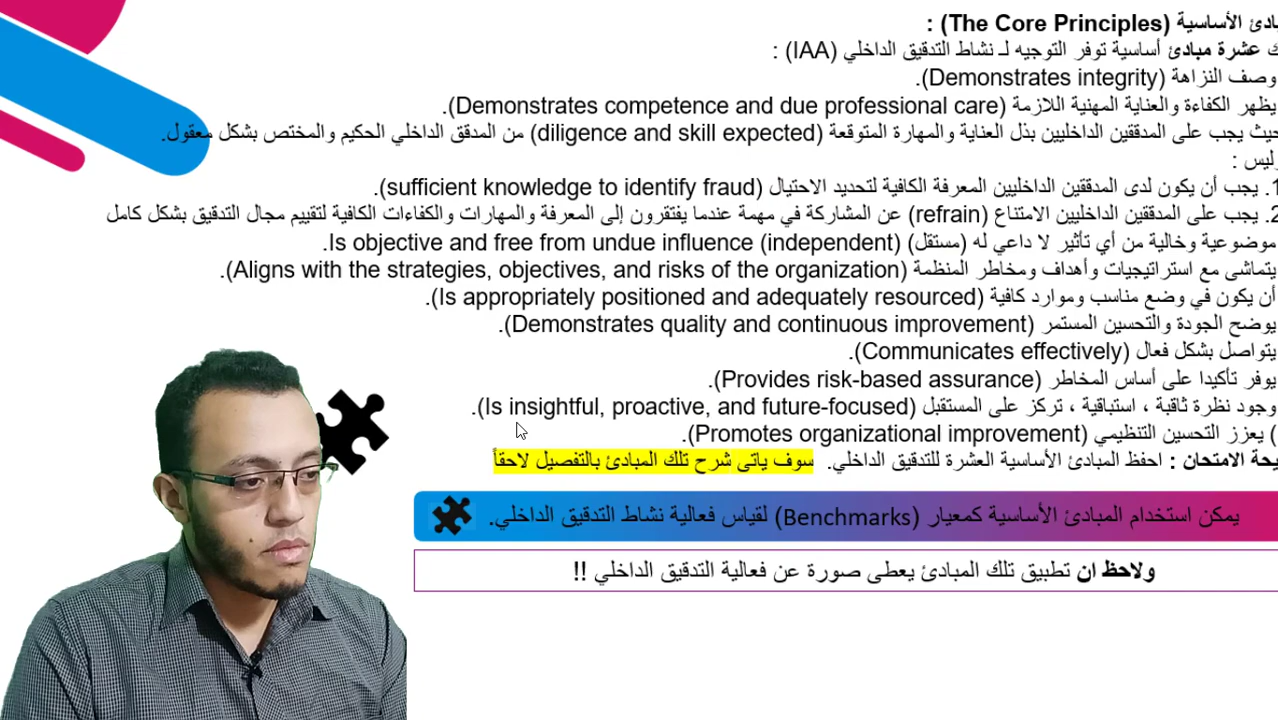 الأساسية (The Core Principles) :
عشرة مبادئ أساسية توفر التوجيه لـ نشاط التدقيق الداخلي (IAA) :
وصف النزاهة (Demonstrates integrity).
يظهر الكفاءة والعناية المهنية اللازمة (Demonstrates competence and due professional care).
حيث يجب على المدققين الداخليين بذل العناية والمهارة المتوقعة (diligence and skill expected) من المدقق الداخلي الحكيم والمختص بشكل معقول.
وليس :
1. يجب أن يكون لدى المدققين الداخليين المعرفة الكافية لتحديد الاحتيال (sufficient knowledge to identify fraud).
2. يجب على المدققين الداخليين الامتناع (refrain) عن المشاركة في مهمة عندما يفتقرون إلى المعرفة والمهارات والكفاءات الكافية لتقييم مجال التدقيق بشكل كامل
موضوعية وخالية من أي تأثير لا داعي له (مستقل) (Is objective and free from undue influence (independent.
يتماشى مع استراتيجيات وأهداف ومخاطر المنظمة (Aligns with the strategies, objectives, and risks of the organization).
أن يكون في وضع مناسب وموارد كافية (Is appropriately positioned and adequately resourced).
يوضح الجودة والتحسين المستمر (Demonstrates quality and continuous improvement).
يتواصل بشكل فعال (Communicates effectively).
يوفر تأكيدا على أساس المخاطر (Provides risk-based assurance).
وجود نظرة ثاقبة ، استباقية ، تركز على المستقبل (Is insightful, proactive, and future-focused).
) يعزز التحسين التنظيمي (Promotes organizational improvement).
الامتحان : احفظ المبادئ الأساسية العشرة للتدقيق الداخلي. سوف ياتى شرح تلك المبادئ بالتفصيل لاحقاً
يمكن استخدام المبادئ الأساسية كمعيار (Benchmarks) لقياس فعالية نشاط التدقيق الداخلي.
ولاحظ ان تطبيق تلك المبادئ يعطى صورة عن فعالية التدقيق الداخلي !!